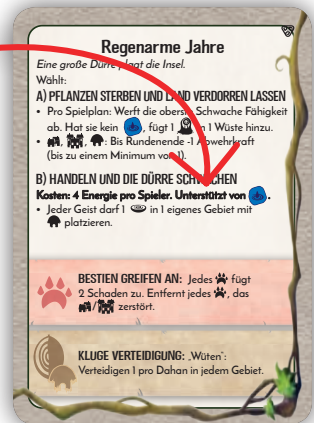 Regenarme Jahre
Eine große Dürre plagt die Insel.
Wählt:
A) PFLANZEN STERBEN UND LAND VERDORREN LASSEN
• Pro Spielplan: Werft die oberste Schwache Fähigkeit
ab. Hat sie kein , fügt 1 in 1 Wüste hinzu.
• , , : Bis Rundenende -1 Abwehrkraft
(bis zu einem Minimum von 1).
B) HANDELN UND DIE DÜRRE SCHWÄCHEN
Kosten: 4 Energie pro Spieler. Unterstützt von .
• Jeder Geist darf 1 in 1 eigenes Gebiet mit
platzieren.
BESTIEN GREIFEN AN: Jedes fügt
2 Schaden zu. Entfernt jedes , das
/ zerstört.
KLUGE VERTEIDIGUNG: „Wüten“:
Verteidigen 1 pro Dahan in jedem Gebiet.